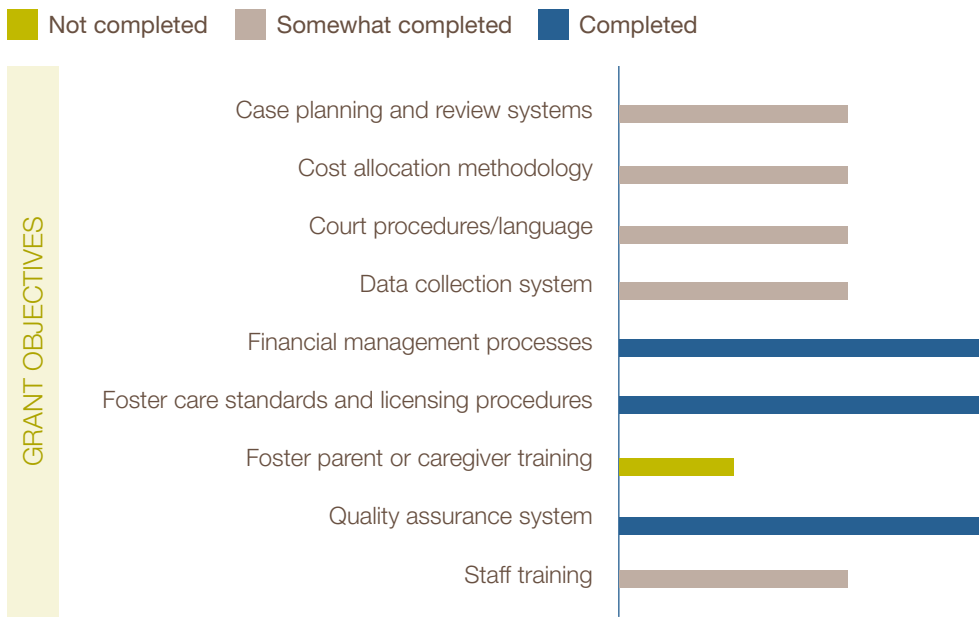 Not completed Somewhat completed Completed
GRANT OBJECTIVES
Case planning and review systems
Cost allocation methodology
Court procedures/language
Data collection system
Financial management processes
Foster care standards and licensing procedures
Foster parent or caregiver training
Quality assurance system
Staff training